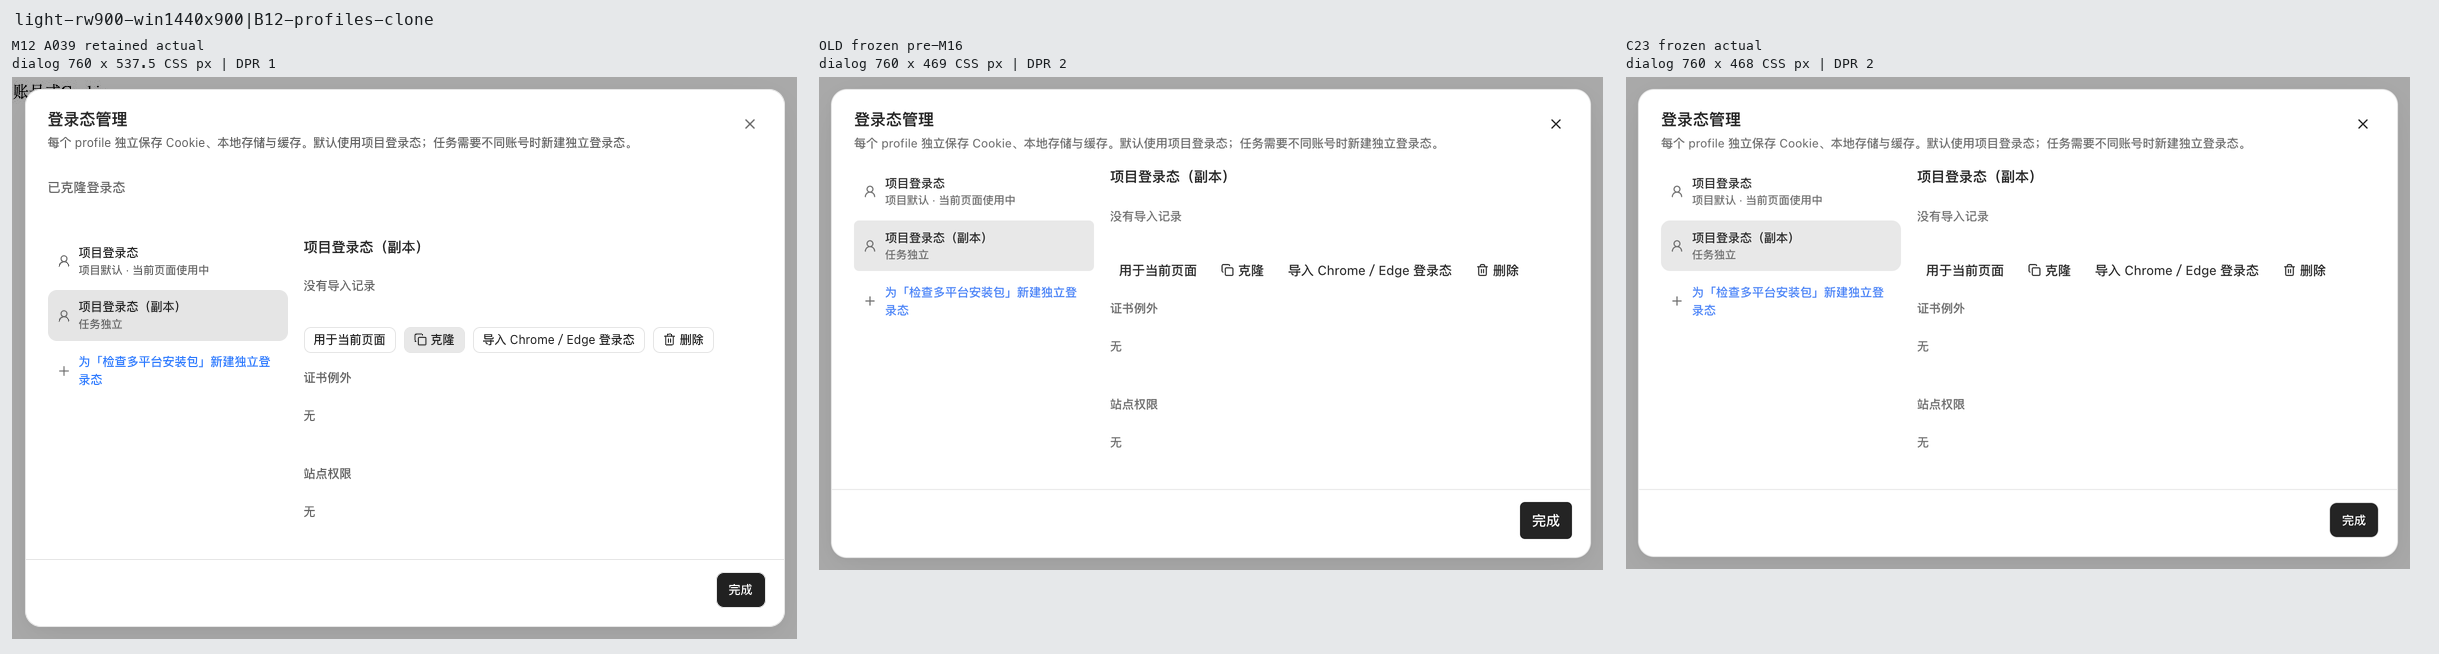 light-rw900-win1440x900|B12-profiles-clone
M12 A039 retained actual
dialog 760 x 537.5 CSS px | DPR 1
登录态管理
每个 profile 独立保存 Cookie、本地存储与缓存。默认使用项目登录态；任务需要不同账号时新建独立登录态。
已克隆登录态
项目登录态
项目默认 · 当前页面使用中
项目登录态（副本）
任务独立
为「检查多平台安装包」新建独立登
录态
项目登录态（副本）
没有导入记录
用于当前页面 克隆 导入 Chrome / Edge 登录态 删除
证书例外
无
站点权限
无
完成
OLD frozen pre-M16
dialog 760 x 469 CSS px | DPR 2
登录态管理
每个 profile 独立保存 Cookie、本地存储与缓存。默认使用项目登录态；任务需要不同账号时新建独立登录态。
项目登录态
项目默认 · 当前页面使用中
项目登录态（副本）
任务独立
为「检查多平台安装包」新建独立登
录态
项目登录态（副本）
没有导入记录
用于当前页面 克隆 导入 Chrome / Edge 登录态 删除
证书例外
无
站点权限
无
完成
C23 frozen actual
dialog 760 x 468 CSS px | DPR 2
登录态管理
每个 profile 独立保存 Cookie、本地存储与缓存。默认使用项目登录态；任务需要不同账号时新建独立登录态。
项目登录态
项目默认 · 当前页面使用中
项目登录态（副本）
任务独立
为「检查多平台安装包」新建独立登
录态
项目登录态（副本）
没有导入记录
用于当前页面 克隆 导入 Chrome / Edge 登录态 删除
证书例外
无
站点权限
无
完成